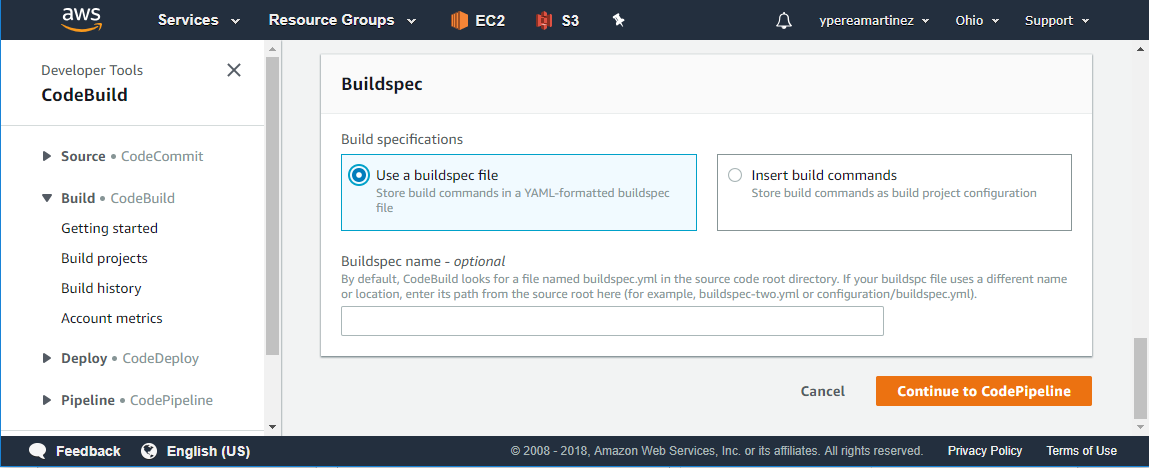 aws Services Resource Groups EC2 S3 ypereamartinez Ohio Support
Developer Tools
CodeBuild
Source • CodeCommit
Build • CodeBuild
Getting started
Build projects
Build history
Account metrics
Deploy • CodeDeploy
Pipeline • CodePipeline
Buildspec
Build specifications
Use a buildspec file
Store build commands in a YAML-formatted buildspec
file
Insert build commands
Store build commands as build project configuration
Buildspec name - optional
By default, CodeBuild looks for a file named buildspec.yml in the source code root directory. If your buildspc file uses a different name
or location, enter its path from the source root here (for example, buildspec-two.yml or configuration/buildspec.yml).
Cancel Continue to CodePipeline
Feedback English (US) © 2008 - 2018, Amazon Web Services, Inc. or its affiliates. All rights reserved. Privacy Policy Terms of Use